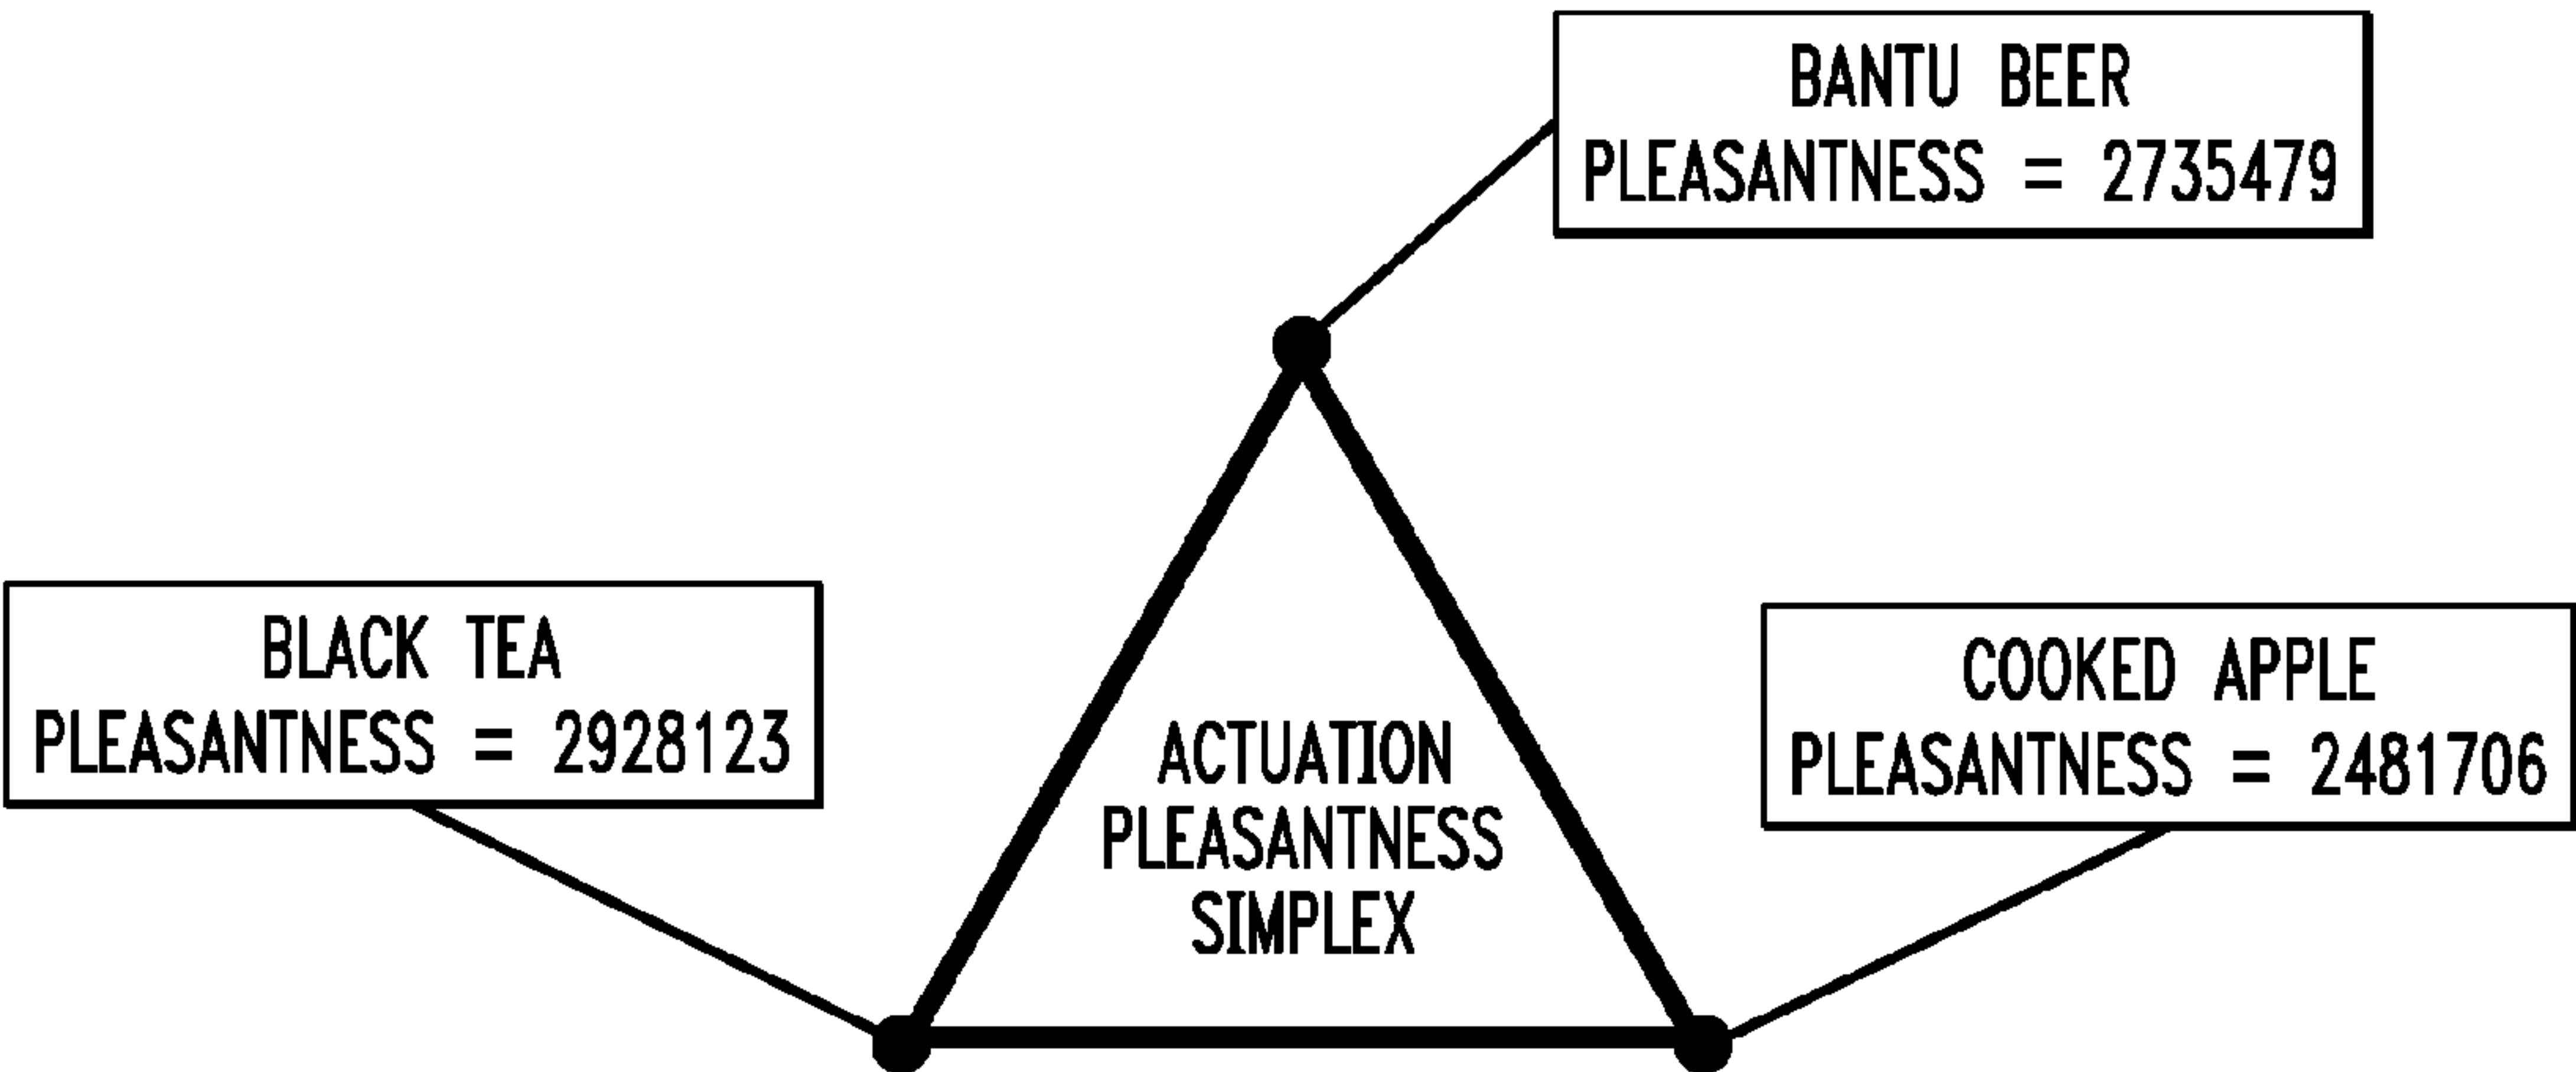 BANTU BEER
PLEASANTNESS = 2735479
BLACK TEA
PLEASANTNESS = 2928123
COOKED APPLE
PLEASANTNESS = 2481706
ACTUATION
PLEASANTNESS
SIMPLEX